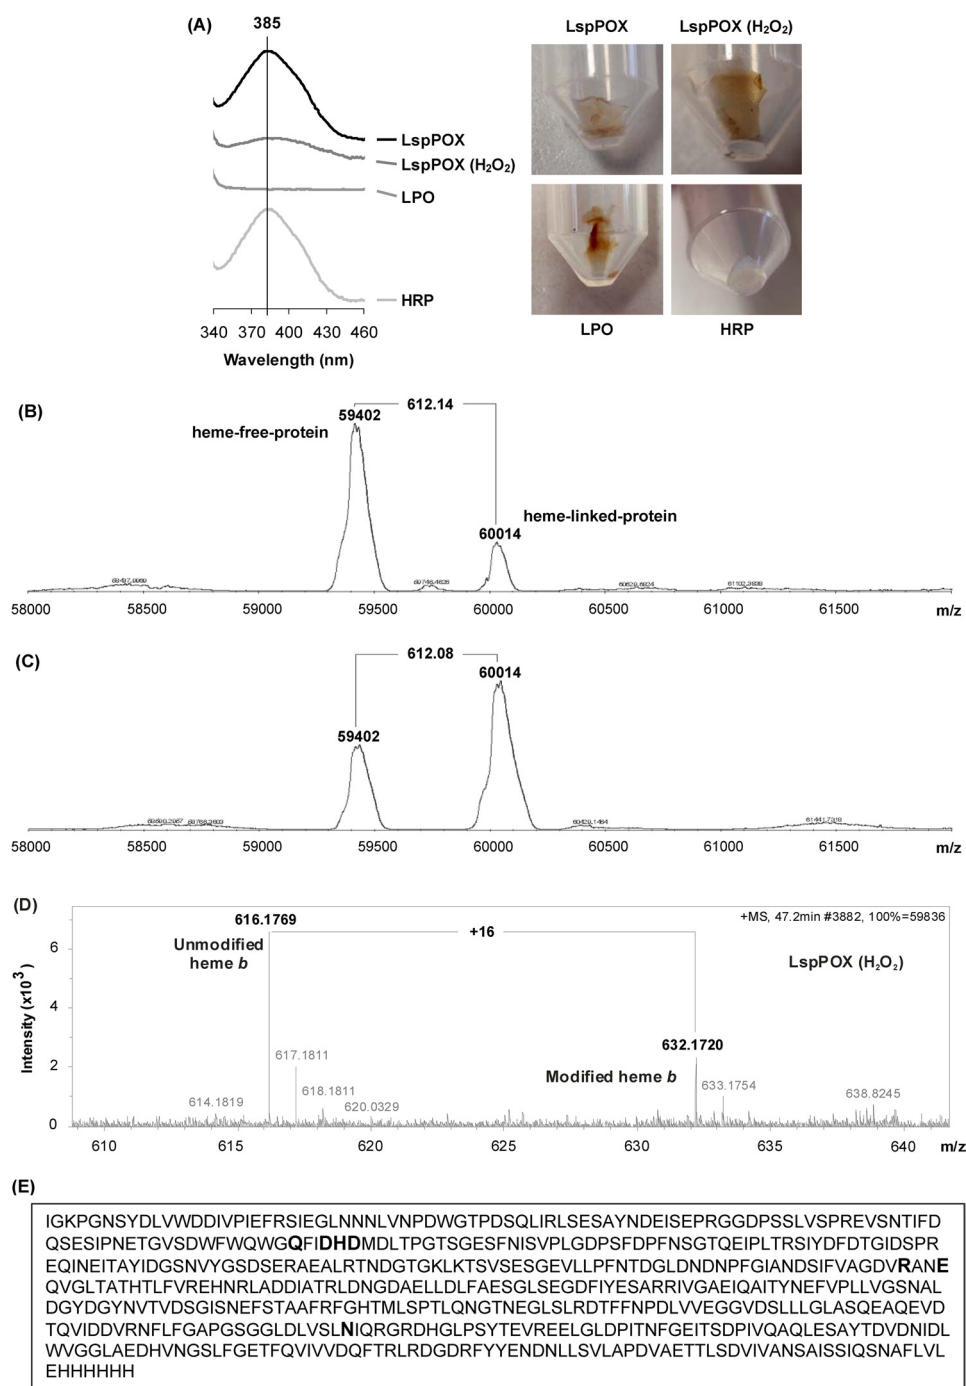 (A)
385
LspPOX
LspPOX (H₂O₂)
LPO
HRP
340 370 400 430 460
Wavelength (nm)
LspPOX LspPOX (H₂O₂)
LPO HRP
(B)
612.14
59402
heme-free-protein
heme-linked-protein
60014
58000 58500 59000 59500 60000 60500 61000 61500 m/z
(C)
612.08
60014
59402
58000 58500 59000 59500 60000 60500 61000 61500 m/z
(D)
616.1769
+MS, 47.2min #3882, 100%=59836
+16
Unmodified
heme b
LspPOX (H₂O₂)
Intensity (x10³)
6
4
2
0
632.1720
617.1811
Modified heme b
618.1811
614.1819
620.0329
633.1754
638.8245
610 615 620 625 630 635 640 m/z
(E)
IGKPGNSYDLVWDDIVPIEFRSIEGLNNNLVNPDWGTPDSQLIRLSESAYNDEISEPRGGDPSSLVSPREVSNTIFD
QSESIPNETGVSDWFWQWGQFIDHDMDLTPGTSGESFNISVPLGDPSFDPFNSGTQEIPLTRSIYDFDTGIDSPR
EQINEITAYIDGSNVYGSDSERAEALRTNDGTGKLKTSVSESGEVLLPFNTDGLDNDNPFGIANDSIFVAGDVRANE
QVGLTATHTLFVREHNRLADDIATRLDNGDAELLDLFAESGLSEGDFIYESARRIVGAEIQAITYNEFVPLLVGSNAL
DGYDGYNVTVDSGISNEFSTAAFRFGHTMLSPTLQNGTNEGLSLRDTFFNPDLVVEGGVDSLLLGLASQEAQEVD
TQVIDDVRNFLFGAPGSGGLDLVSLNIQRGRDHGLPSYTEVREELGLDPITNFGEITSDPIVQAQLESAYTDVDNIDL
WVGGLAEDHVNGSLFGETFQVIVVDQFTRLRDGDRFYYENDNLLSVLAPDVAETTLSDVIVANSAISSIQSNAFLVL
EHHHHHH